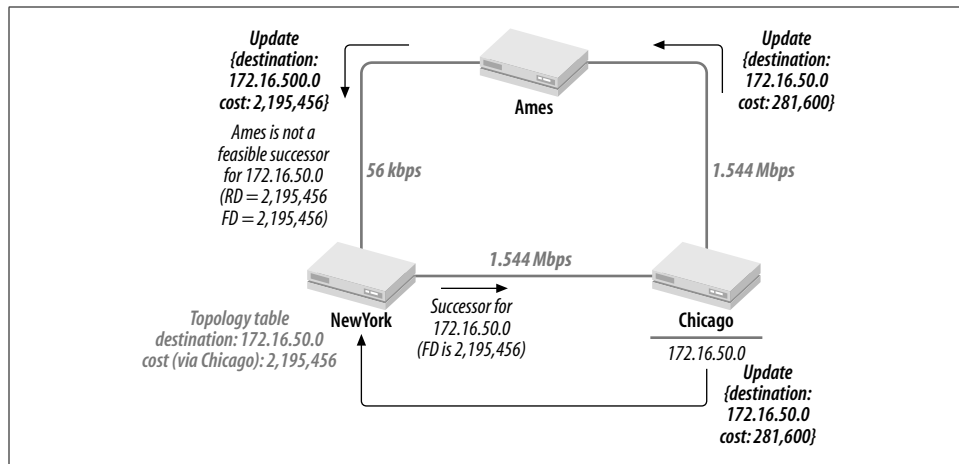 Update
{destination:
172.16.500.0
cost: 2,195,456}
Ames is not a
feasible successor
for 172.16.50.0
(RD = 2,195,456
FD = 2,195,456)
Ames
Update
{destination:
172.16.50.0
cost: 281,600}
56 kbps
1.544 Mbps
1.544 Mbps
NewYork
Topology table
destination: 172.16.50.0
cost (via Chicago): 2,195,456
Successor for
172.16.50.0
(FD is 2,195,456)
Chicago
172.16.50.0
Update
{destination:
172.16.50.0
cost: 281,600}